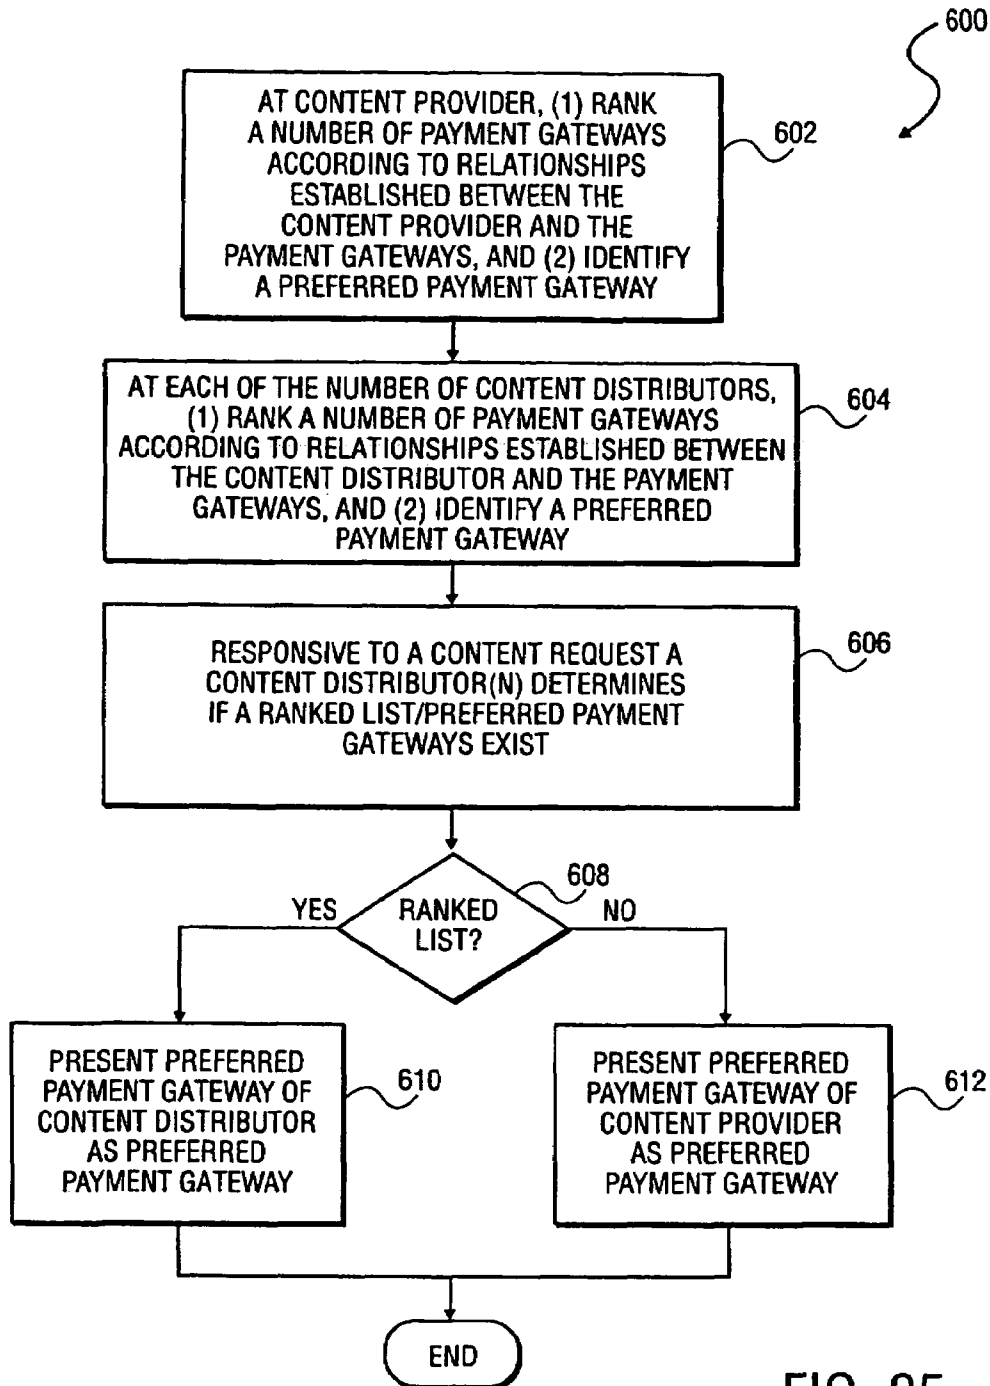 600
AT CONTENT PROVIDER, (1) RANK
A NUMBER OF PAYMENT GATEWAYS
ACCORDING TO RELATIONSHIPS
ESTABLISHED BETWEEN THE
CONTENT PROVIDER AND THE
PAYMENT GATEWAYS, AND (2) IDENTIFY
A PREFERRED PAYMENT GATEWAY
602
AT EACH OF THE NUMBER OF CONTENT DISTRIBUTORS,
(1) RANK A NUMBER OF PAYMENT GATEWAYS
ACCORDING TO RELATIONSHIPS ESTABLISHED BETWEEN
THE CONTENT DISTRIBUTOR AND THE PAYMENT
GATEWAYS, AND (2) IDENTIFY A PREFERRED
PAYMENT GATEWAY
604
RESPONSIVE TO A CONTENT REQUEST A
CONTENT DISTRIBUTOR(N) DETERMINES
IF A RANKED LIST/PREFERRED PAYMENT
GATEWAYS EXIST
606
608
YES
RANKED
LIST?
NO
PRESENT PREFERRED
PAYMENT GATEWAY OF
CONTENT DISTRIBUTOR
AS PREFERRED
PAYMENT GATEWAY
610
PRESENT PREFERRED
PAYMENT GATEWAY OF
CONTENT PROVIDER
AS PREFERRED
PAYMENT GATEWAY
612
END
FIG. 25